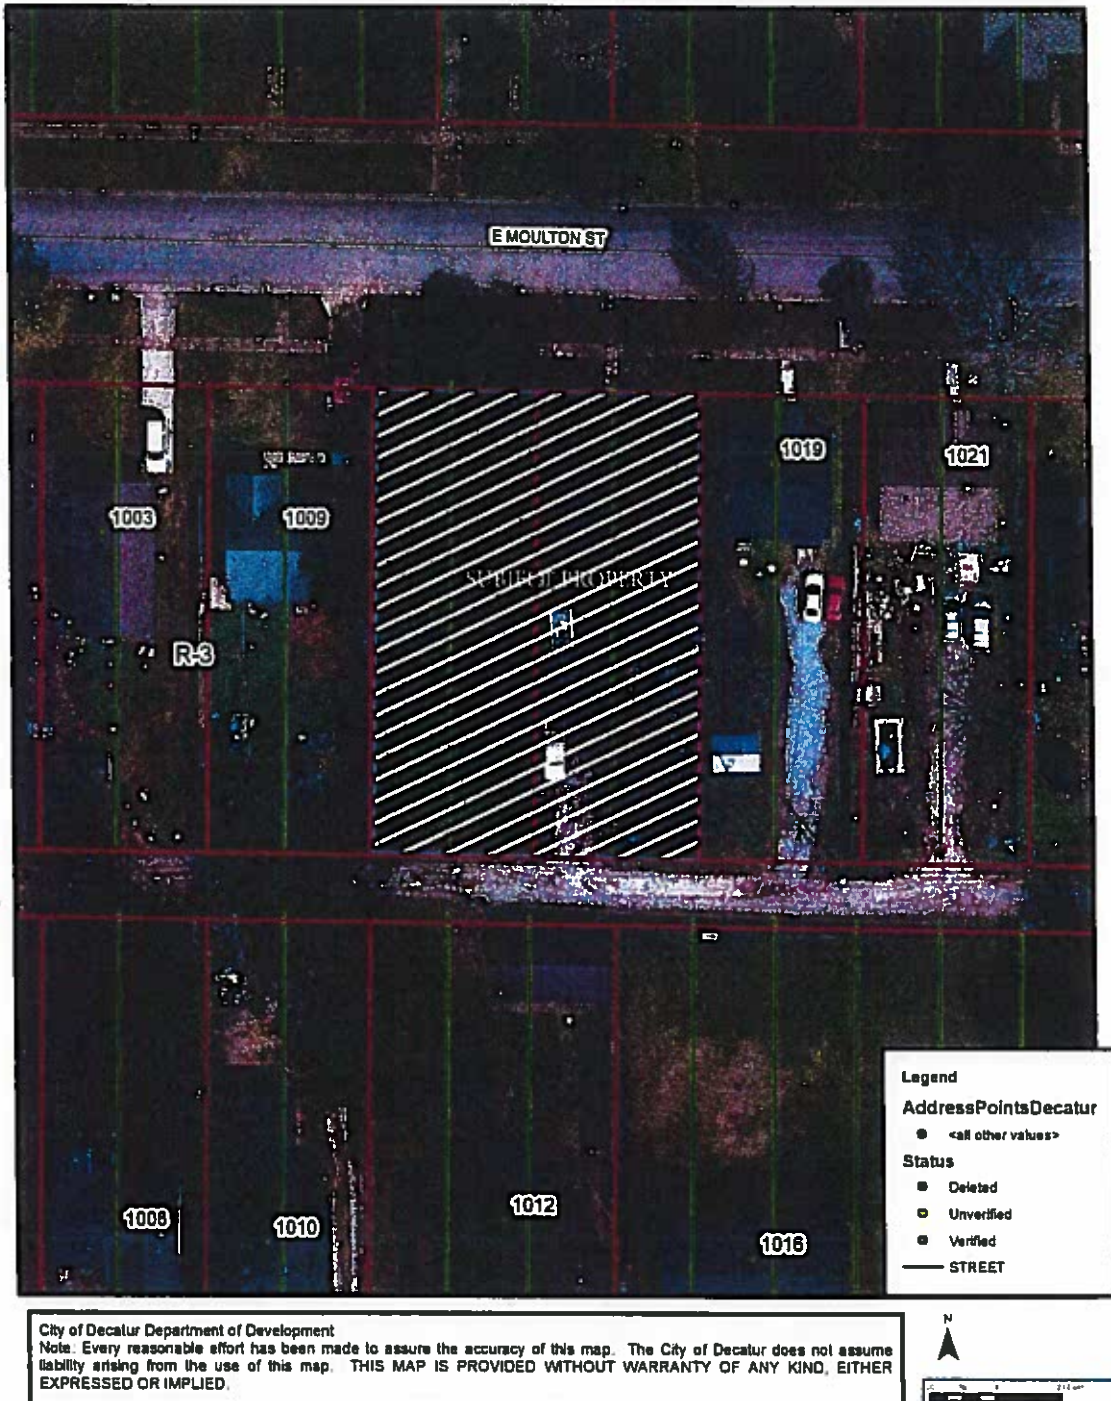 E MOULTON ST
1019
1021
1003
1009
SUBJECT PROPERTY
R-3
1008
1010
1012
1016
Legend
AddressPointsDecatur
<all other values>
Status
Deleted
Unverified
Verified
STREET
City of Decatur Department of Development
Note: Every reasonable effort has been made to assure the accuracy of this map. The City of Decatur does not assume
liability arising from the use of this map. THIS MAP IS PROVIDED WITHOUT WARRANTY OF ANY KIND, EITHER
EXPRESSED OR IMPLIED.
N